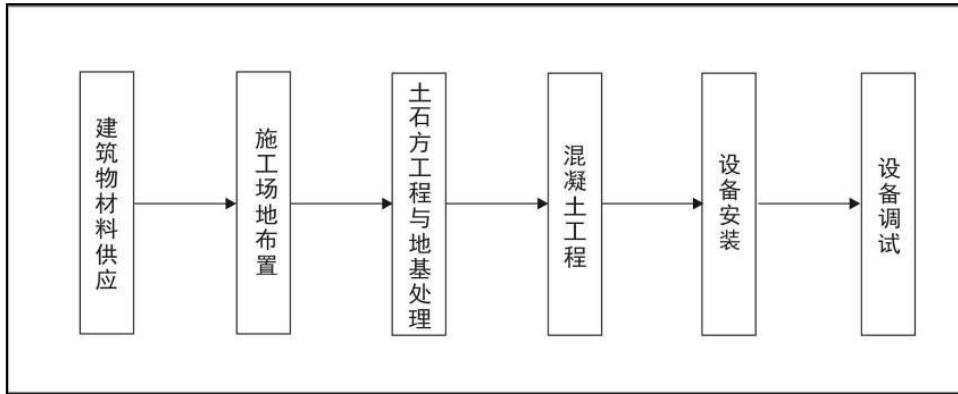 建筑物材料供应
施工场地布置
土石方工程与地基处理
混凝土工程
设备安装
设备调试